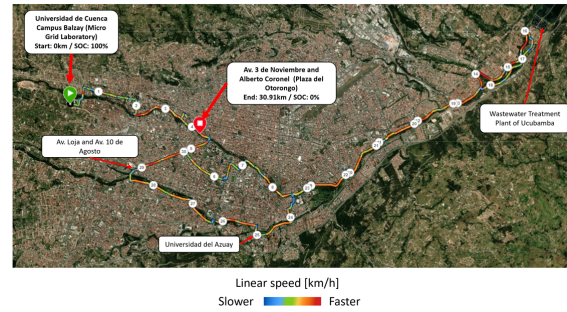 Universidad de Cuenca
Campus Balzay (Micro
Grid Laboratory)
Start: 0km / SOC: 100%
Av. 3 de Noviembre and
Alberto Coronel (Plaza del
Otorongo)
End: 30.91km / SOC: 0%
Wastewater Treatment
Plant of Ucubamba
Av. Loja and Av. 10 de
Agosto
Universidad del Azuay
Linear speed [km/h]
Slower
Faster